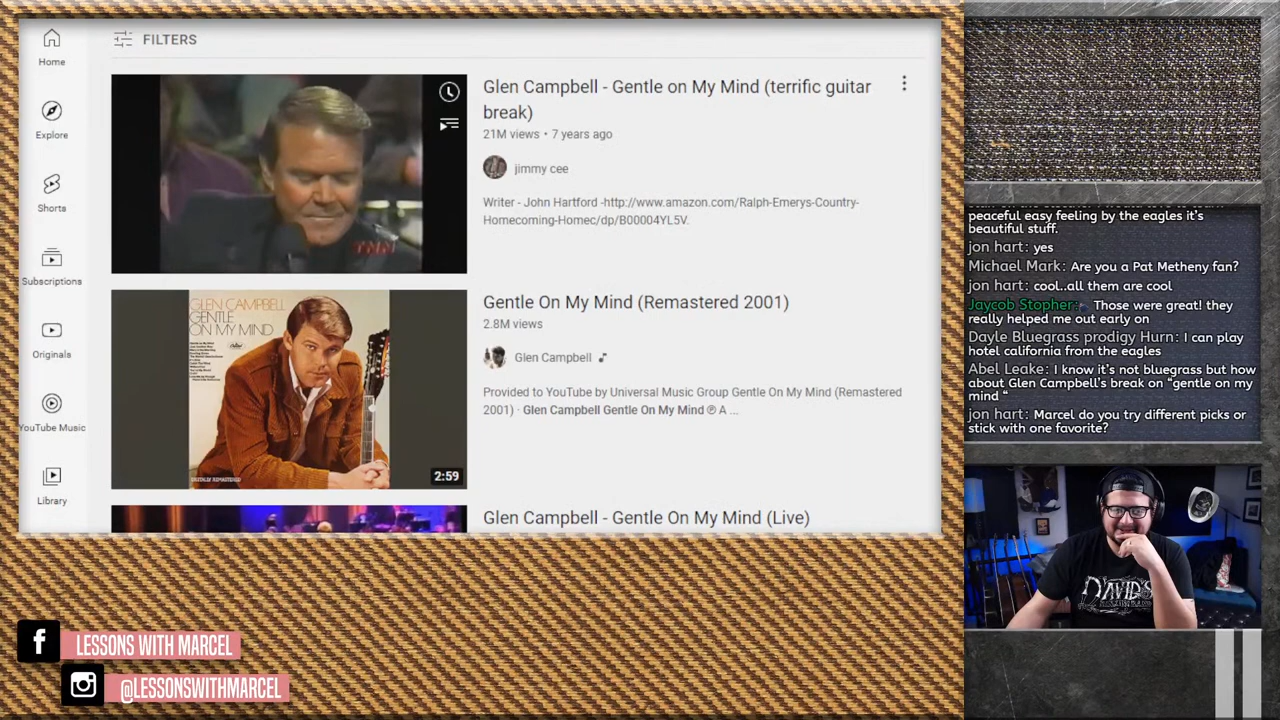 Home
Explore
Shorts
Subscriptions
Originals
YouTube Music
Library
FILTERS
Glen Campbell - Gentle on My Mind (terrific guitar
break)
21M views • 7 years ago
jimmy cee
Writer - John Hartford -http://www.amazon.com/Ralph-Emerys-Country-
Homecoming-Homec/dp/B00004YL5V.
TNN
Gentle On My Mind (Remastered 2001)
2.8M views
Glen Campbell
Provided to YouTube by Universal Music Group Gentle On My Mind (Remastered
2001) · Glen Campbell Gentle On My Mind ℗ A ...
GLEN CAMPBELL
GENTLE
ON MY MIND
2:59
Glen Campbell - Gentle On My Mind (Live)
peaceful easy feeling by the eagles it's
beautiful stuff.
jon hart: yes
Michael Mark: Are you a Pat Metheny fan?
jon hart: cool..all them are cool
Jaycob Stopher: Those were great! they
really helped me out early on
Dayle Bluegrass prodigy Hurn: I can play
hotel california from the eagles
Abel Leake: I know it's not bluegrass but how
about Glen Campbell's break on "gentle on my
mind "
jon hart: Marcel do you try different picks or
stick with one favorite?
DAVID'S
LESSONS WITH MARCEL
@LESSONSWITHMARCEL